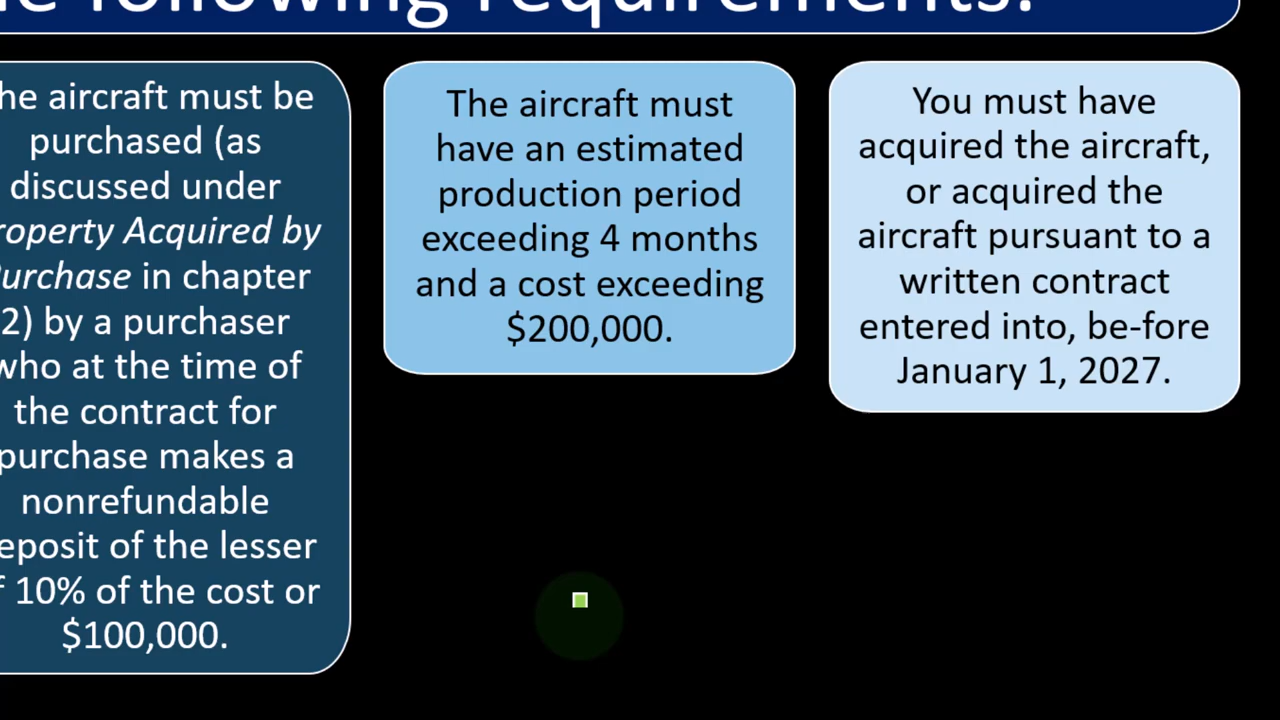 following requirements:
he aircraft must be
purchased (as
discussed under
roperty Acquired by
urchase in chapter
2) by a purchaser
who at the time of
the contract for
purchase makes a
nonrefundable
eposit of the lesser
f 10% of the cost or
$100,000.
The aircraft must
have an estimated
production period
exceeding 4 months
and a cost exceeding
$200,000.
You must have
acquired the aircraft,
or acquired the
aircraft pursuant to a
written contract
entered into, be-fore
January 1, 2027.